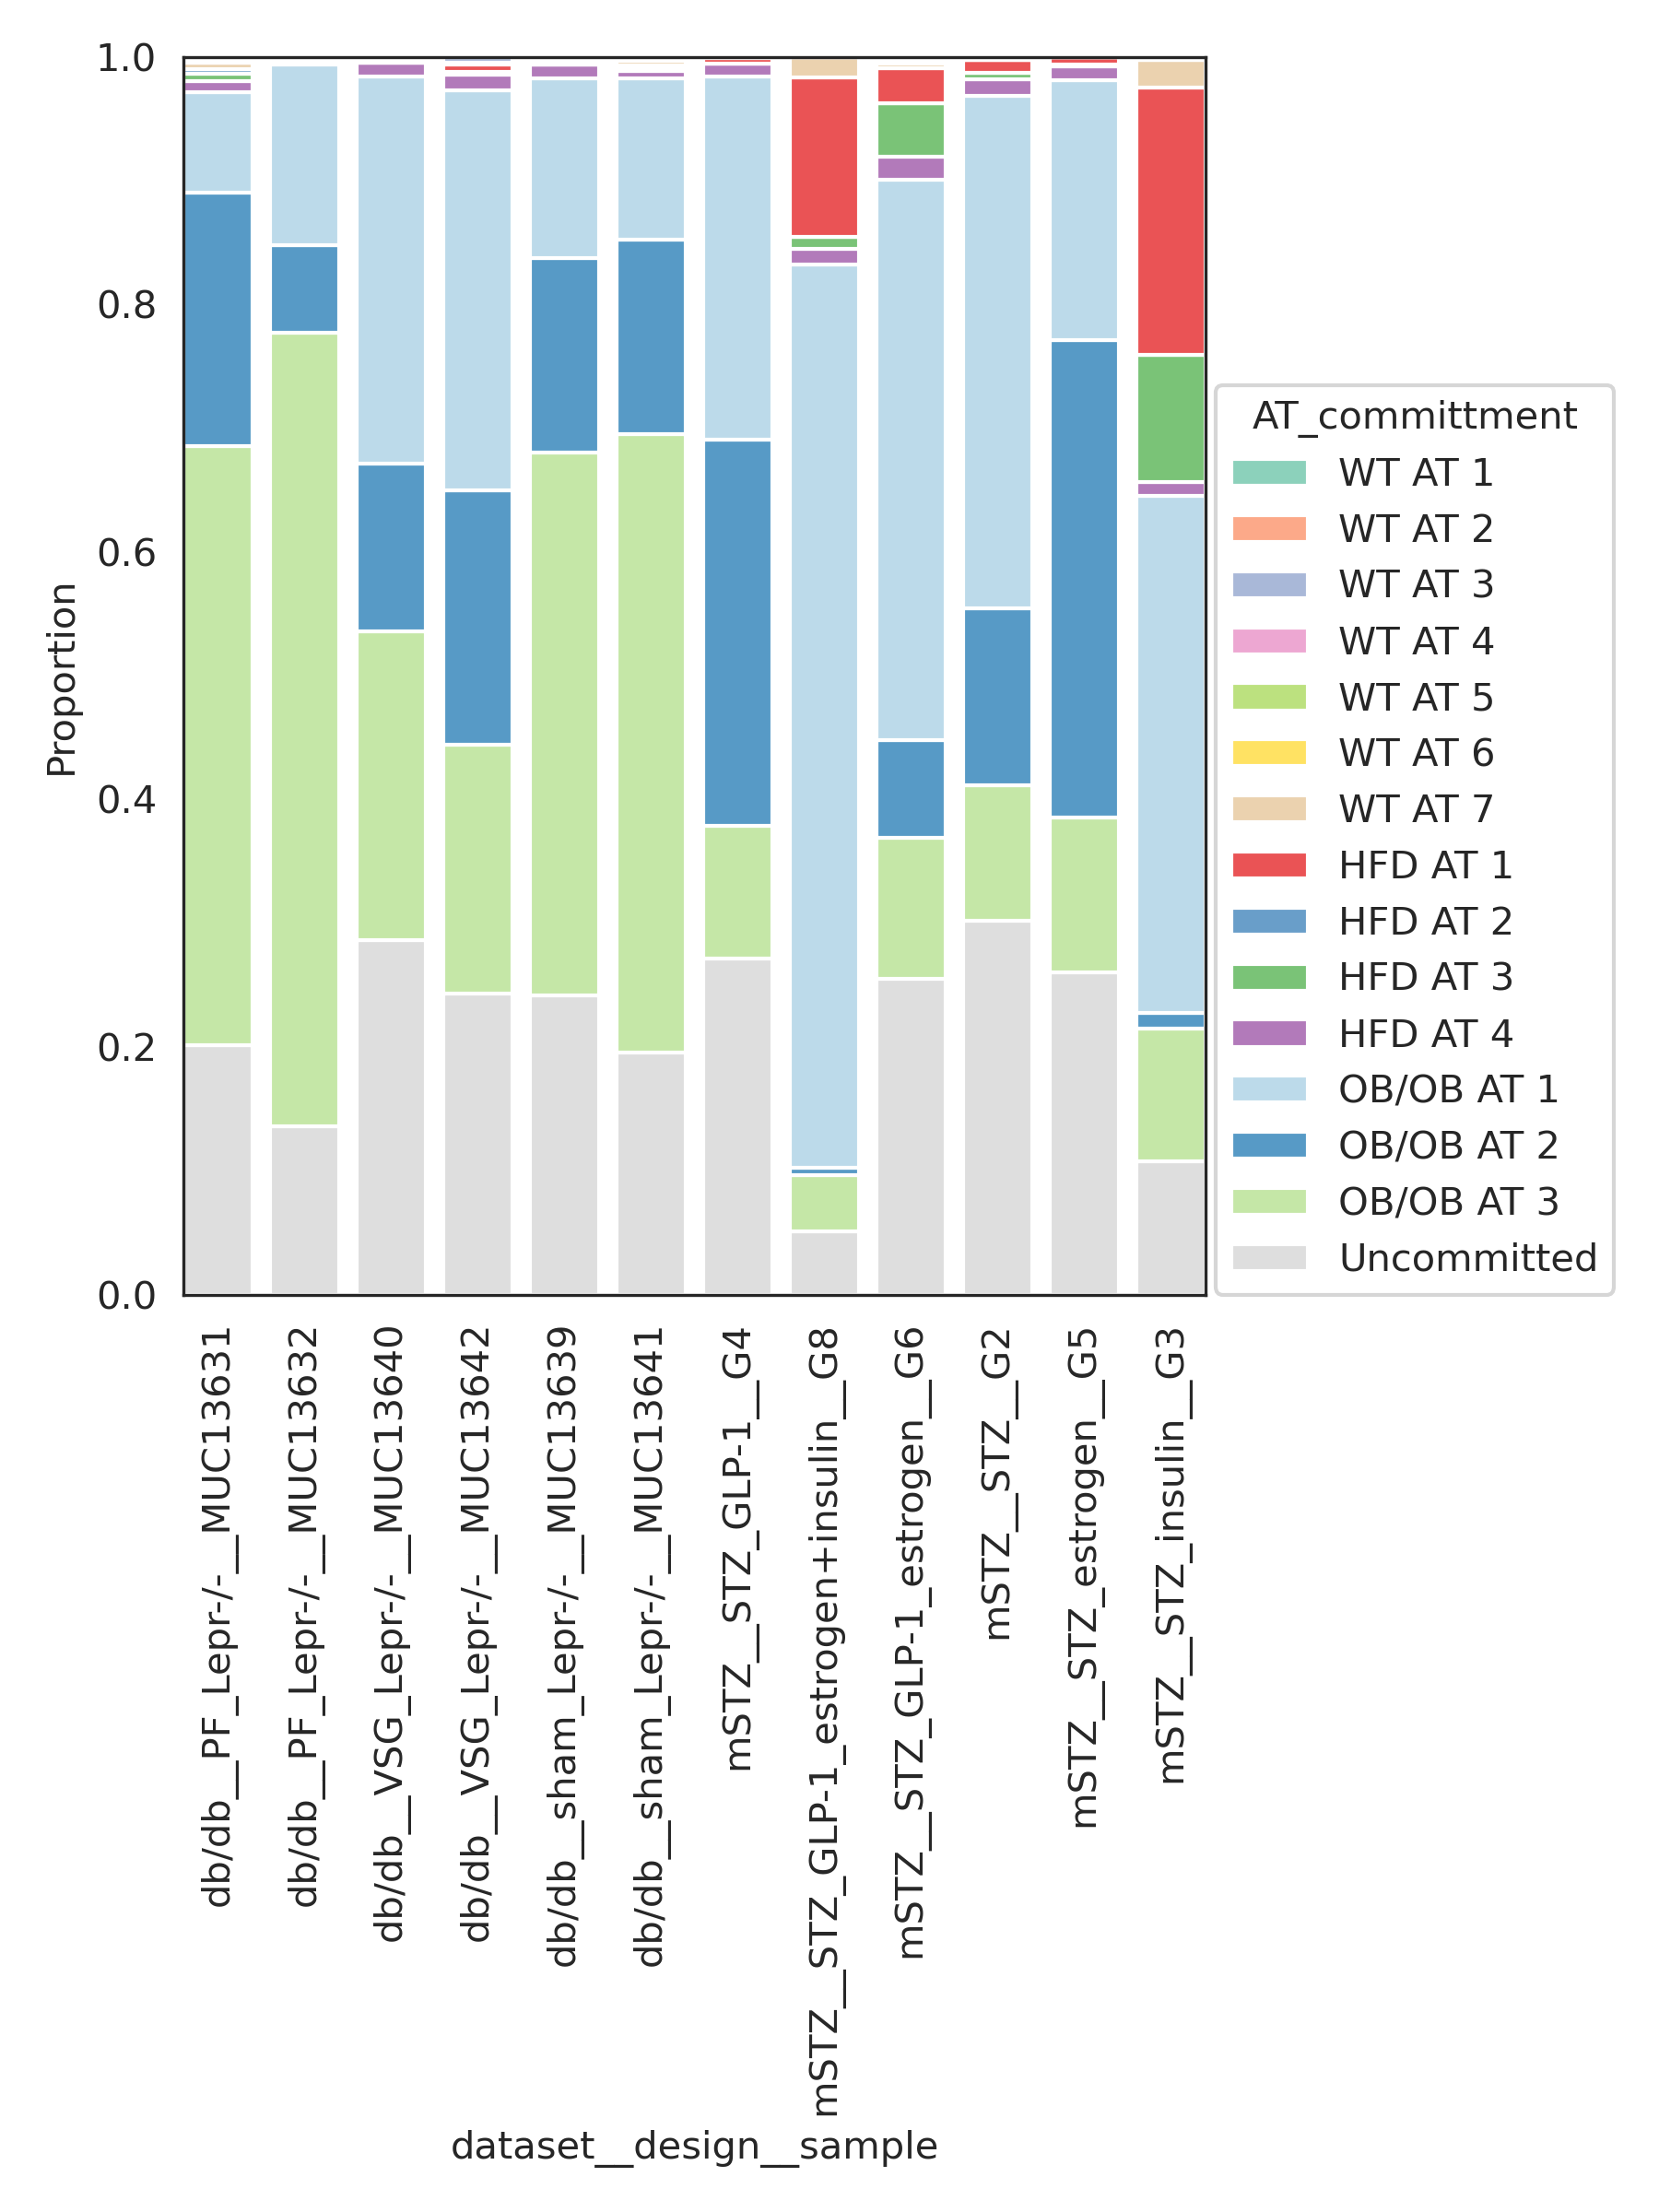 1.0
0.8
0.6
0.4
0.2
0.0
Proportion
AT_committment
WT AT 1
WT AT 2
WT AT 3
WT AT 4
WT AT 5
WT AT 6
WT AT 7
HFD AT 1
HFD AT 2
HFD AT 3
HFD AT 4
OB/OB AT 1
OB/OB AT 2
OB/OB AT 3
Uncommitted
db/db__PF_Lepr-/-__MUC13631
db/db__PF_Lepr-/-__MUC13632
db/db__VSG_Lepr-/-__MUC13640
db/db__VSG_Lepr-/-__MUC13642
db/db__sham_Lepr-/-__MUC13639
db/db__sham_Lepr-/-__MUC13641
mSTZ__STZ_GLP-1__G4
mSTZ__STZ_GLP-1_estrogen+insulin__G8
mSTZ__STZ_GLP-1_estrogen__G6
mSTZ__STZ__G2
mSTZ__STZ_estrogen__G5
mSTZ__STZ_insulin__G3
dataset__design__sample